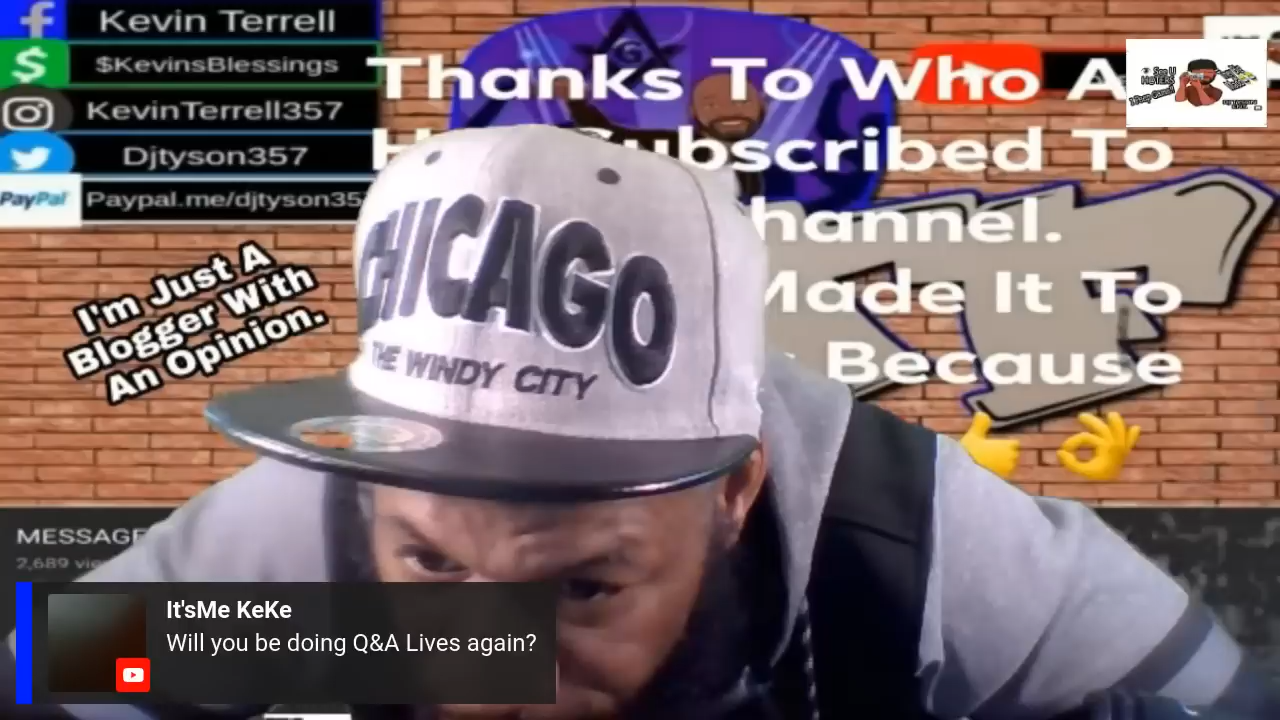 Kevin Terrell
$KevinsBlessings
KevinTerrell357
Djtyson357
PayPal
Paypal.me/djtyson35
Thanks To Who A
Subscribed To
hannel.
Made It To
Because
I'm Just A
Blogger With
An Opinion.
CHICAGO
THE WINDY CITY
G
MESSAGE
2,689 vie
It'sMe KeKe
Will you be doing Q&A Lives again?